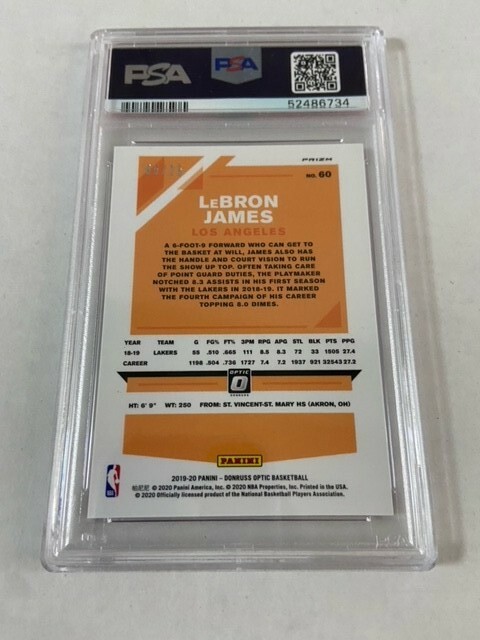 PSA PSA
52486734
PRIZM
NO. 60
LEBRON
JAMES
LOS ANGELES
A 6-FOOT-9 FORWARD WHO CAN GET TO
THE BASKET AT WILL, JAMES ALSO HAS
THE HANDLE AND COURT VISION TO RUN
THE SHOW UP TOP. OFTEN TAKING CARE
OF POINT GUARD DUTIES, THE PLAYMAKER
NOTCHED 8.3 ASSISTS IN HIS FIRST SEASON
WITH THE LAKERS IN 2018-19. IT MARKED
THE FOURTH CAMPAIGN OF HIS CAREER
TOPPING 8.0 DIMES.
YEAR TEAM G FG% FT% 3PM RPG APG STL BLK PTS PPG
18-19 LAKERS 55 .510 .665 111 8.5 8.3 72 33 1505 27.4
CAREER 1198 .504 .736 1727 7.4 7.2 1937 921 32543 27.2
OPTIC
DONRUSS
HT: 6' 9" WT: 250 FROM: ST. VINCENT-ST. MARY HS (AKRON, OH)
PANINI
2019-20 PANINI – DONRUSS OPTIC BASKETBALL
© 2020 Panini America, Inc. © 2020 NBA Properties, Inc. Printed in the USA.
© 2020 Officially licensed product of the National Basketball Players Association.
NBA